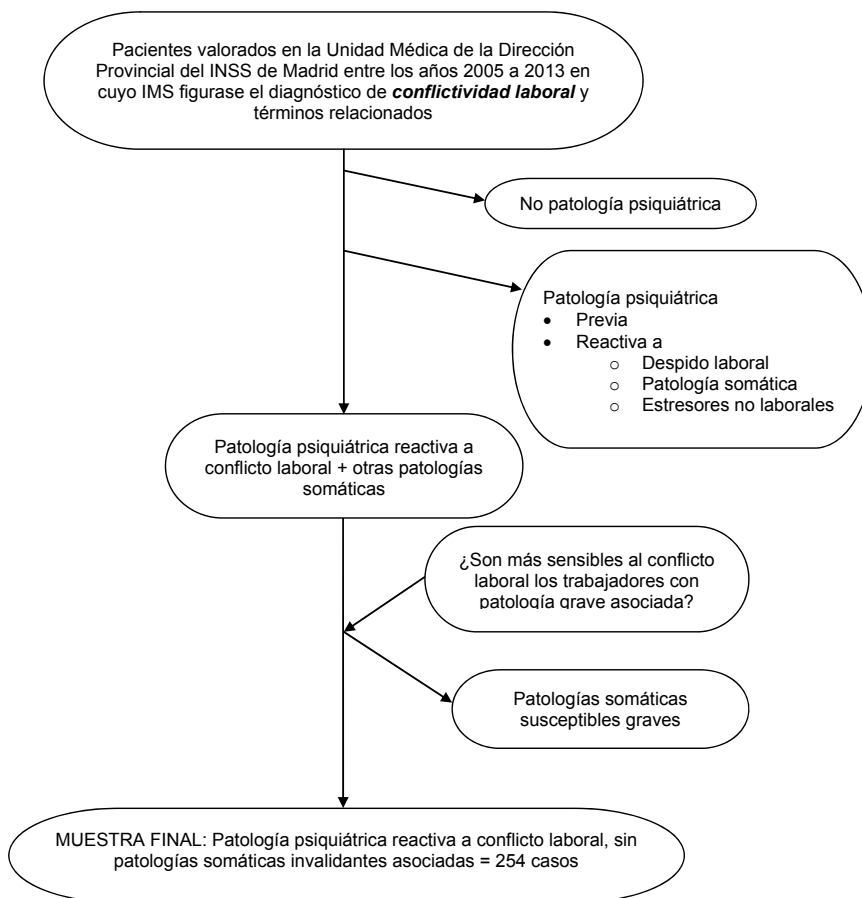 Pacientes valorados en la Unidad Médica de la Dirección
Provincial del INSS de Madrid entre los años 2005 a 2013 en
cuyo IMS figurase el diagnóstico de conflictividad laboral y
términos relacionados
No patología psiquiátrica
Patología psiquiátrica
• Previa
• Reactiva a
o Despido laboral
o Patología somática
o Estresores no laborales
Patología psiquiátrica reactiva a
conflicto laboral + otras patologías
somáticas
¿Son más sensibles al conflicto
laboral los trabajadores con
patología grave asociada?
Patologías somáticas
susceptibles graves
MUESTRA FINAL: Patología psiquiátrica reactiva a conflicto laboral, sin
patologías somáticas invalidantes asociadas = 254 casos